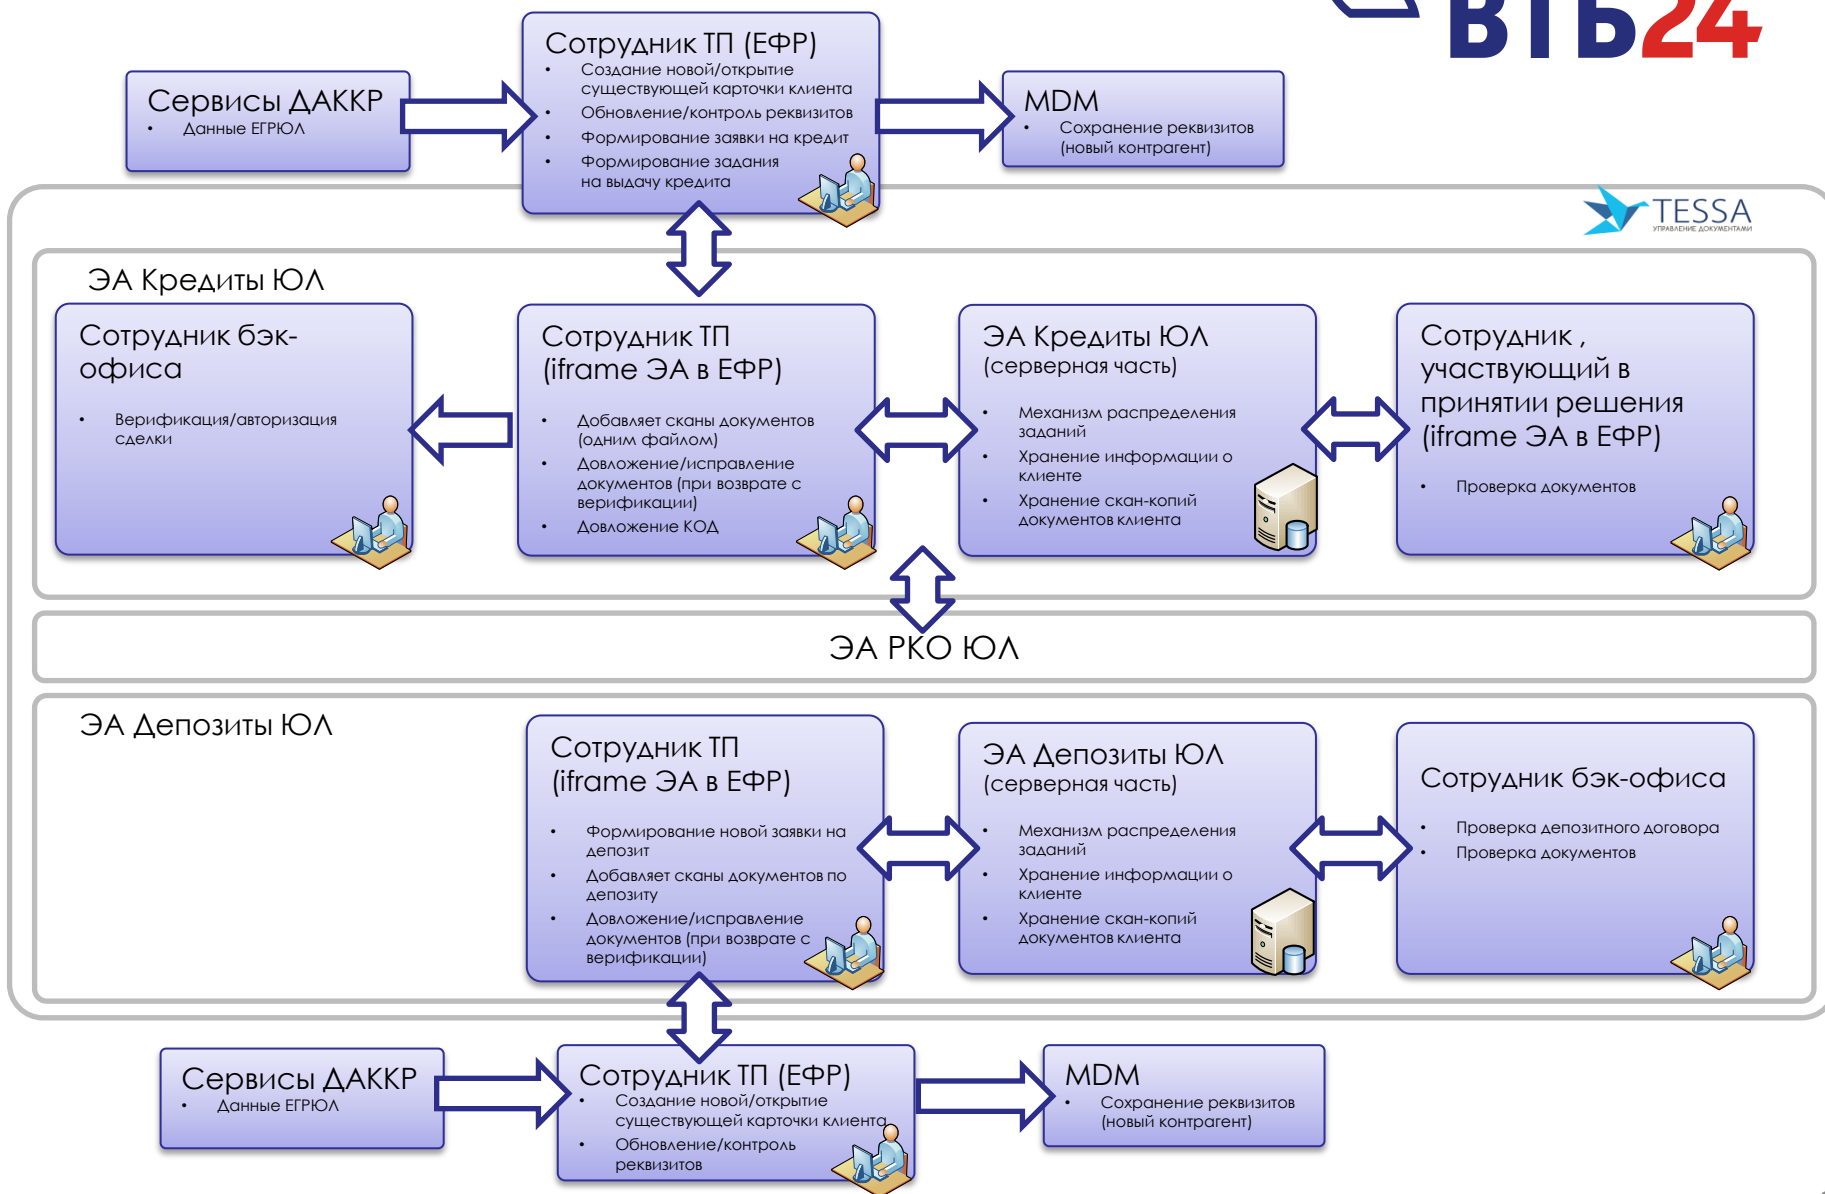 ВТБ24
Сотрудник ТП (ЕФР)
• Создание новой/открытие
существующей карточки клиента
• Обновление/контроль реквизитов
• Формирование заявки на кредит
• Формирование задания
на выдачу кредита
Сервисы ДАККР
• Данные ЕГРЮЛ
MDM
• Сохранение реквизитов
(новый контрагент)
TESSA
УПРАВЛЕНИЕ ДОКУМЕНТАМИ
ЭА Кредиты ЮЛ
Сотрудник бэк-
офиса
• Верификация/авторизация
сделки
Сотрудник ТП
(iframe ЭА в ЕФР)
• Добавляет сканы документов
(одним файлом)
• Довложение/исправление
документов (при возврате с
верификации)
• Довложение КОД
ЭА Кредиты ЮЛ
(серверная часть)
• Механизм распределения
заданий
• Хранение информации о
клиенте
• Хранение скан-копий
документов клиента
Сотрудник ,
участвующий в
принятии решения
(iframe ЭА в ЕФР)
• Проверка документов
ЭА РКО ЮЛ
ЭА Депозиты ЮЛ
Сотрудник ТП
(iframe ЭА в ЕФР)
• Формирование новой заявки на
депозит
• Добавляет сканы документов по
депозиту
• Довложение/исправление
документов (при возврате с
верификации)
ЭА Депозиты ЮЛ
(серверная часть)
• Механизм распределения
заданий
• Хранение информации о
клиенте
• Хранение скан-копий
документов клиента
Сотрудник бэк-офиса
• Проверка депозитного договора
• Проверка документов
Сервисы ДАККР
• Данные ЕГРЮЛ
Сотрудник ТП (ЕФР)
• Создание новой/открытие
существующей карточки клиента
• Обновление/контроль
реквизитов
MDM
• Сохранение реквизитов
(новый контрагент)